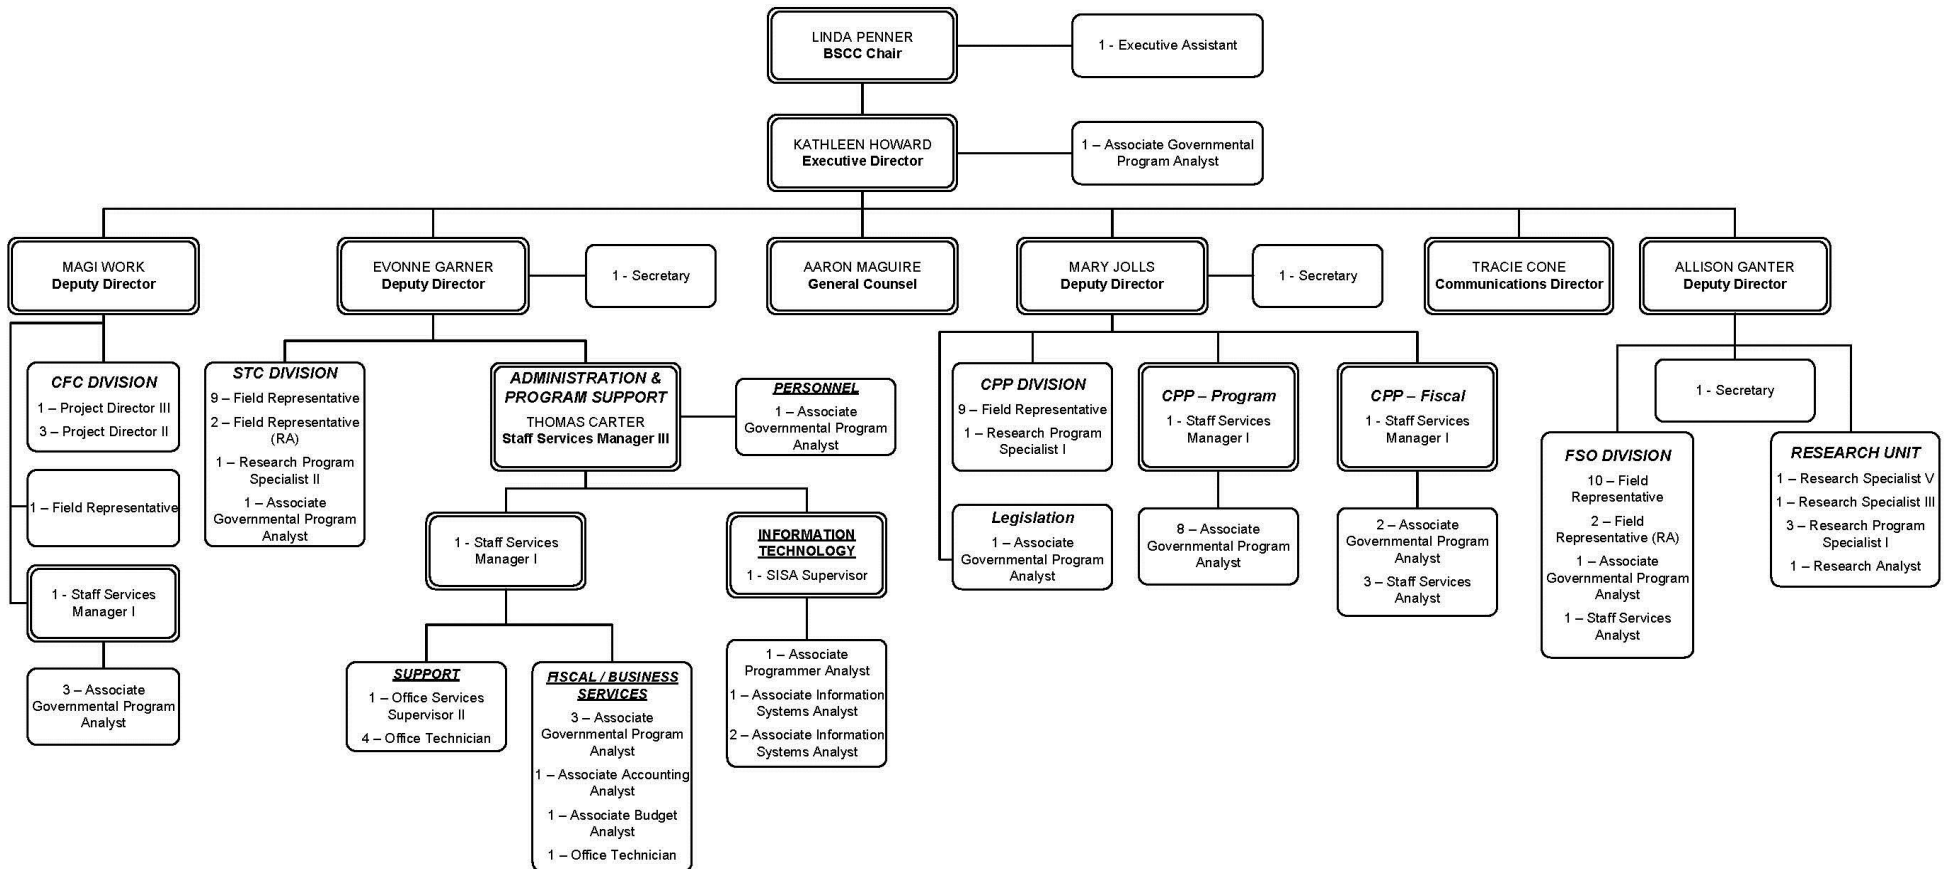 LINDA PENNER
BSCC Chair
1 - Executive Assistant
KATHLEEN HOWARD
Executive Director
1 – Associate Governmental
Program Analyst
MAGI WORK
Deputy Director
EVONNE GARNER
Deputy Director
1 - Secretary
AARON MAGUIRE
General Counsel
MARY JOLLS
Deputy Director
1 - Secretary
TRACIE CONE
Communications Director
ALLISON GANTER
Deputy Director
CFC DIVISION
1 – Project Director III
3 – Project Director II
1 – Field Representative
1 - Staff Services
Manager I
3 – Associate
Governmental Program
Analyst
STC DIVISION
9 – Field Representative
2 – Field Representative
(RA)
1 – Research Program
Specialist II
1 – Associate
Governmental Program
Analyst
ADMINISTRATION &
PROGRAM SUPPORT
THOMAS CARTER
Staff Services Manager III
PERSONNEL
1 – Associate
Governmental Program
Analyst
1 - Staff Services
Manager I
INFORMATION
TECHNOLOGY
1 - SISA Supervisor
SUPPORT
1 – Office Services
Supervisor II
4 – Office Technician
FISCAL / BUSINESS
SERVICES
3 – Associate
Governmental Program
Analyst
1 – Associate Accounting
Analyst
1 – Associate Budget
Analyst
1 – Office Technician
1 – Associate
Programmer Analyst
1 – Associate Information
Systems Analyst
2 – Associate Information
Systems Analyst
CPP DIVISION
9 – Field Representative
1 – Research Program
Specialist I
Legislation
1 – Associate
Governmental Program
Analyst
CPP – Program
1 - Staff Services
Manager I
8 – Associate
Governmental Program
Analyst
CPP – Fiscal
1 - Staff Services
Manager I
2 – Associate
Governmental Program
Analyst
3 – Staff Services
Analyst
1 - Secretary
FSO DIVISION
10 – Field
Representative
2 – Field
Representative (RA)
1 – Associate
Governmental Program
Analyst
1 – Staff Services
Analyst
RESEARCH UNIT
1 – Research Specialist V
1 – Research Specialist III
3 – Research Program
Specialist I
1 – Research Analyst